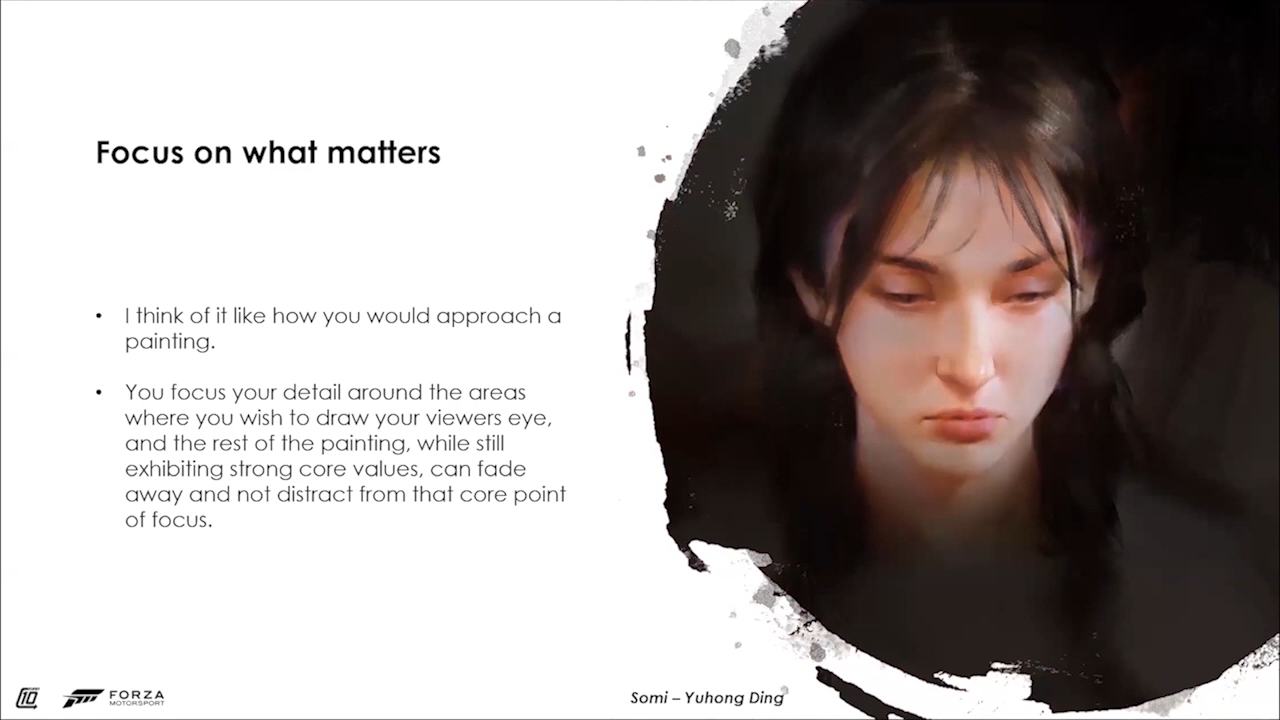 Focus on what matters
• I think of it like how you would approach a
painting.
• You focus your detail around the areas
where you wish to draw your viewers eye,
and the rest of the painting, while still
exhibiting strong core values, can fade
away and not distract from that core point
of focus.
FORZA
MOTORSPORT
Somi – Yuhong Ding